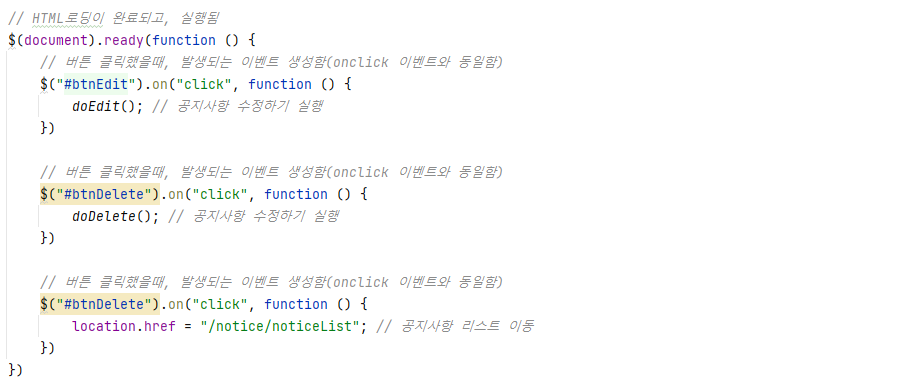 // HTML로딩이 완료되고, 실행됨
$(document).ready(function () {
// 버튼 클릭했을때, 발생되는 이벤트 생성함(onclick 이벤트와 동일함)
$("#btnEdit").on("click", function () {
doEdit(); // 공지사항 수정하기 실행
})
// 버튼 클릭했을때, 발생되는 이벤트 생성함(onclick 이벤트와 동일함)
$("#btnDelete").on("click", function () {
doDelete(); // 공지사항 수정하기 실행
})
// 버튼 클릭했을때, 발생되는 이벤트 생성함(onclick 이벤트와 동일함)
$("#btnDelete").on("click", function () {
location.href = "/notice/noticeList"; // 공지사항 리스트 이동
})
})